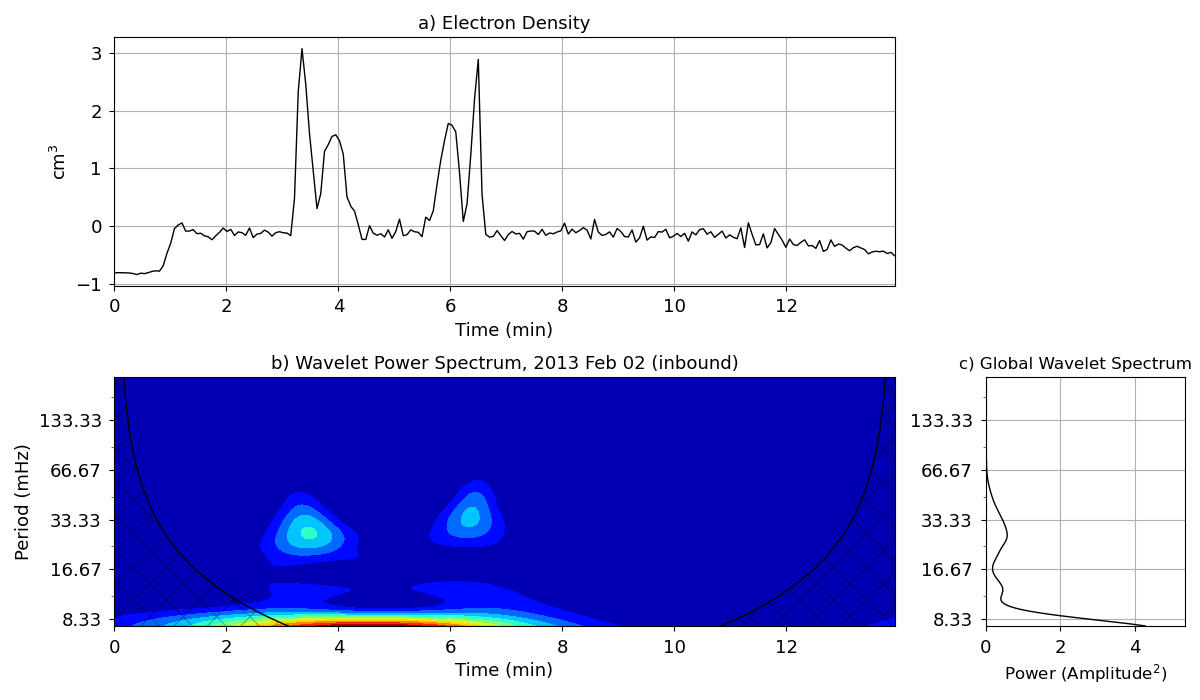 a) Electron Density
3
2
1
0
−1
cm³
0 2 4 6 8 10 12
Time (min)
b) Wavelet Power Spectrum, 2013 Feb 02 (inbound)
133.33
66.67
33.33
16.67
8.33
Period (mHz)
0 2 4 6 8 10 12
Time (min)
c) Global Wavelet Spectrum
133.33
66.67
33.33
16.67
8.33
0 2 4
Power (Amplitude²)